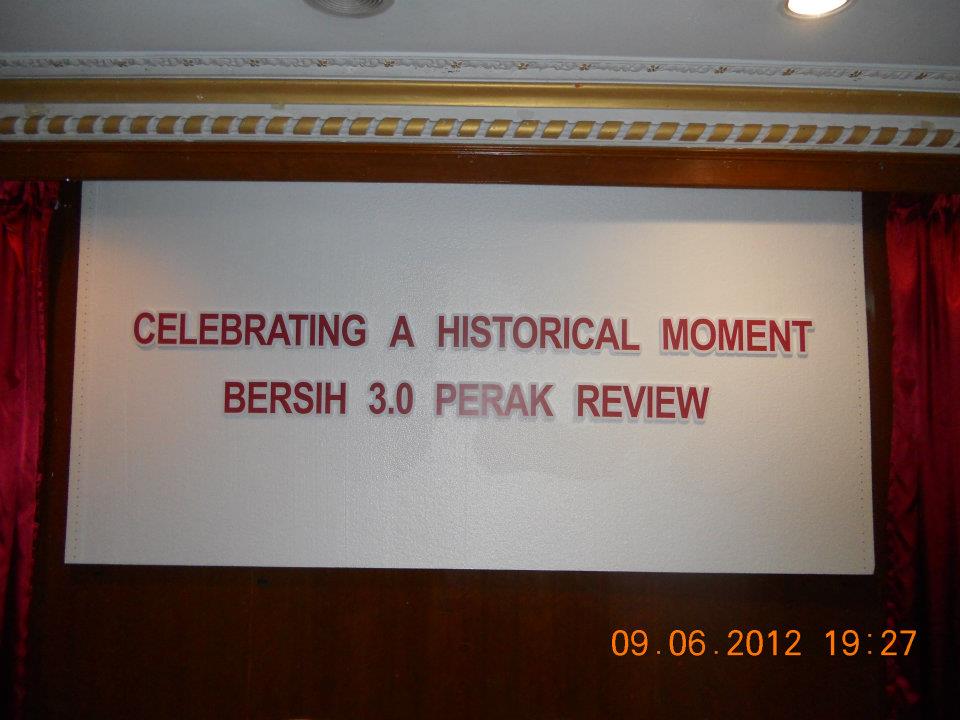 CELEBRATING A HISTORICAL MOMENT
BERSIH 3.0 PERAK REVIEW
09.06.2012 19:27